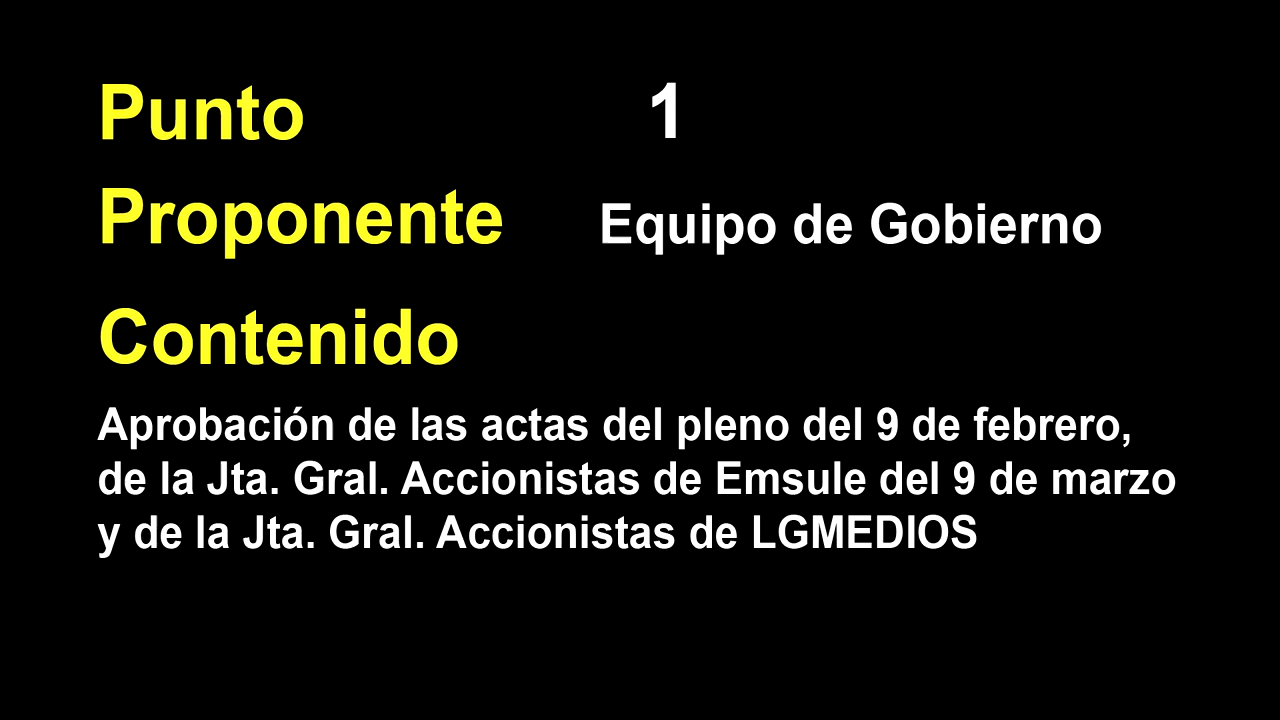 Punto 1
Proponente Equipo de Gobierno
Contenido
Aprobación de las actas del pleno del 9 de febrero,
de la Jta. Gral. Accionistas de Emsule del 9 de marzo
y de la Jta. Gral. Accionistas de LGMEDIOS